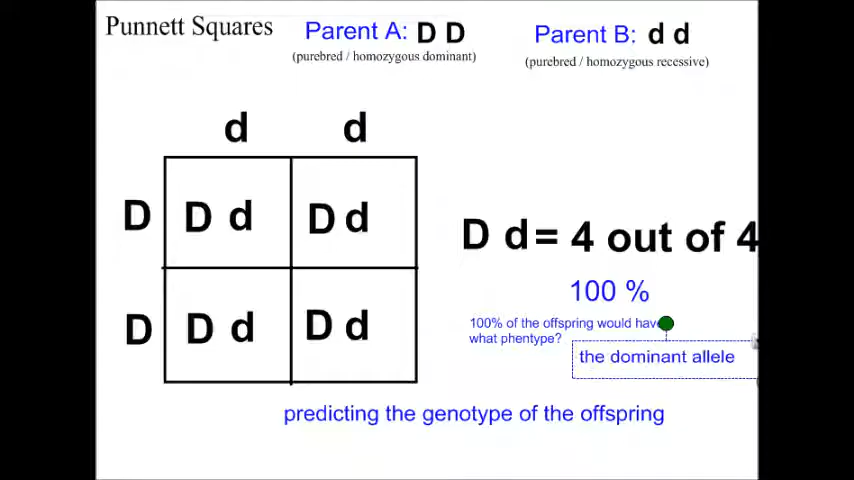 Punnett Squares
Parent A: D D
(purebred / homozygous dominant)
Parent B: d d
(purebred / homozygous recessive)
d d
D D d D d
D D d D d
D d = 4 out of 4
100 %
100% of the offspring would have
what phentype?
the dominant allele
predicting the genotype of the offspring